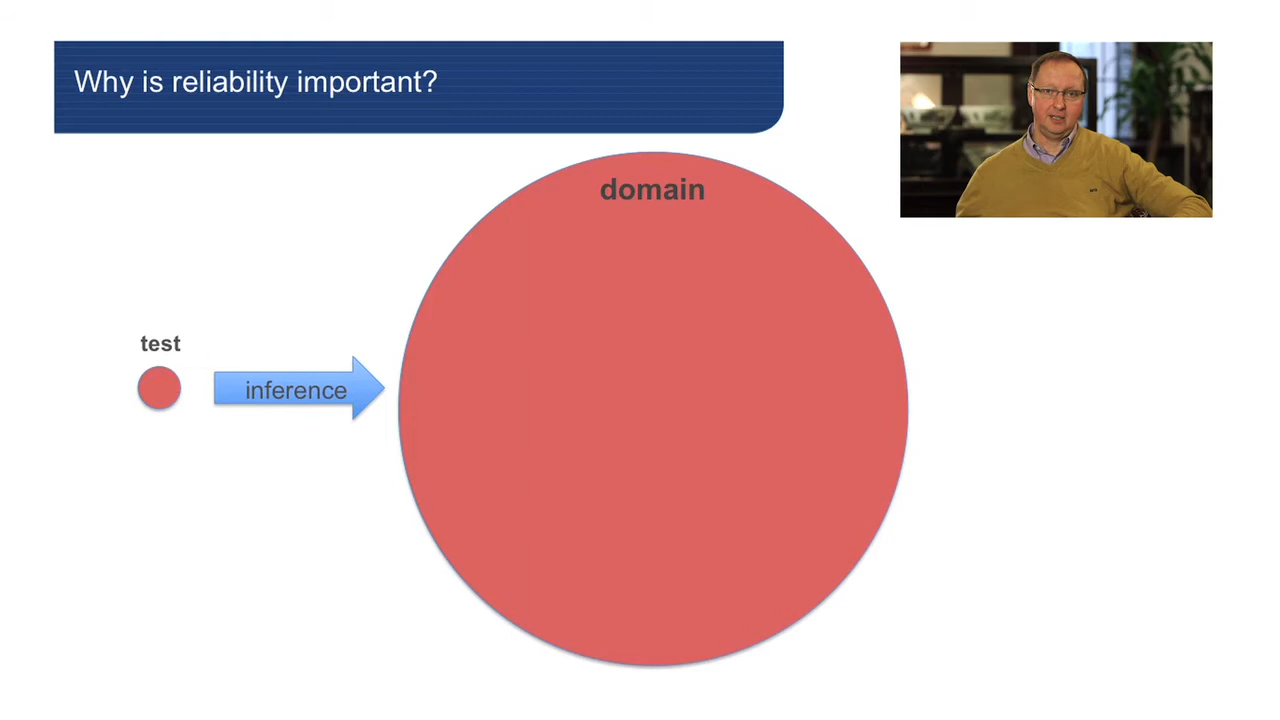 Why is reliability important?
domain
test
inference